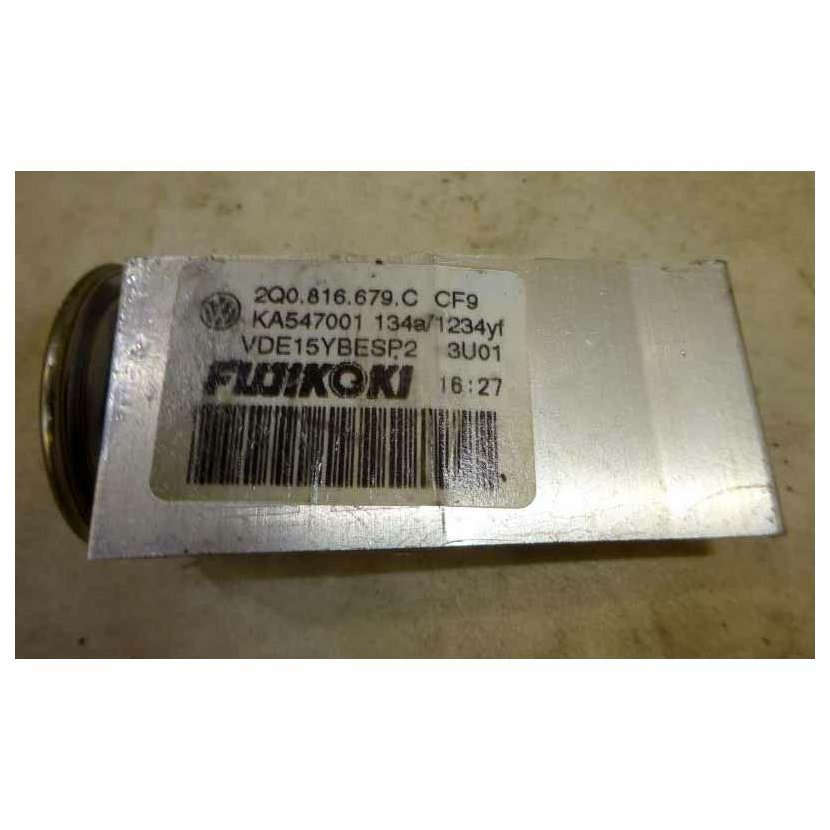 2Q0.816.679.C CF9
KA547001 134a/1234yf
VDE15YBESP2 3U01
FUJIKOKI 16:27